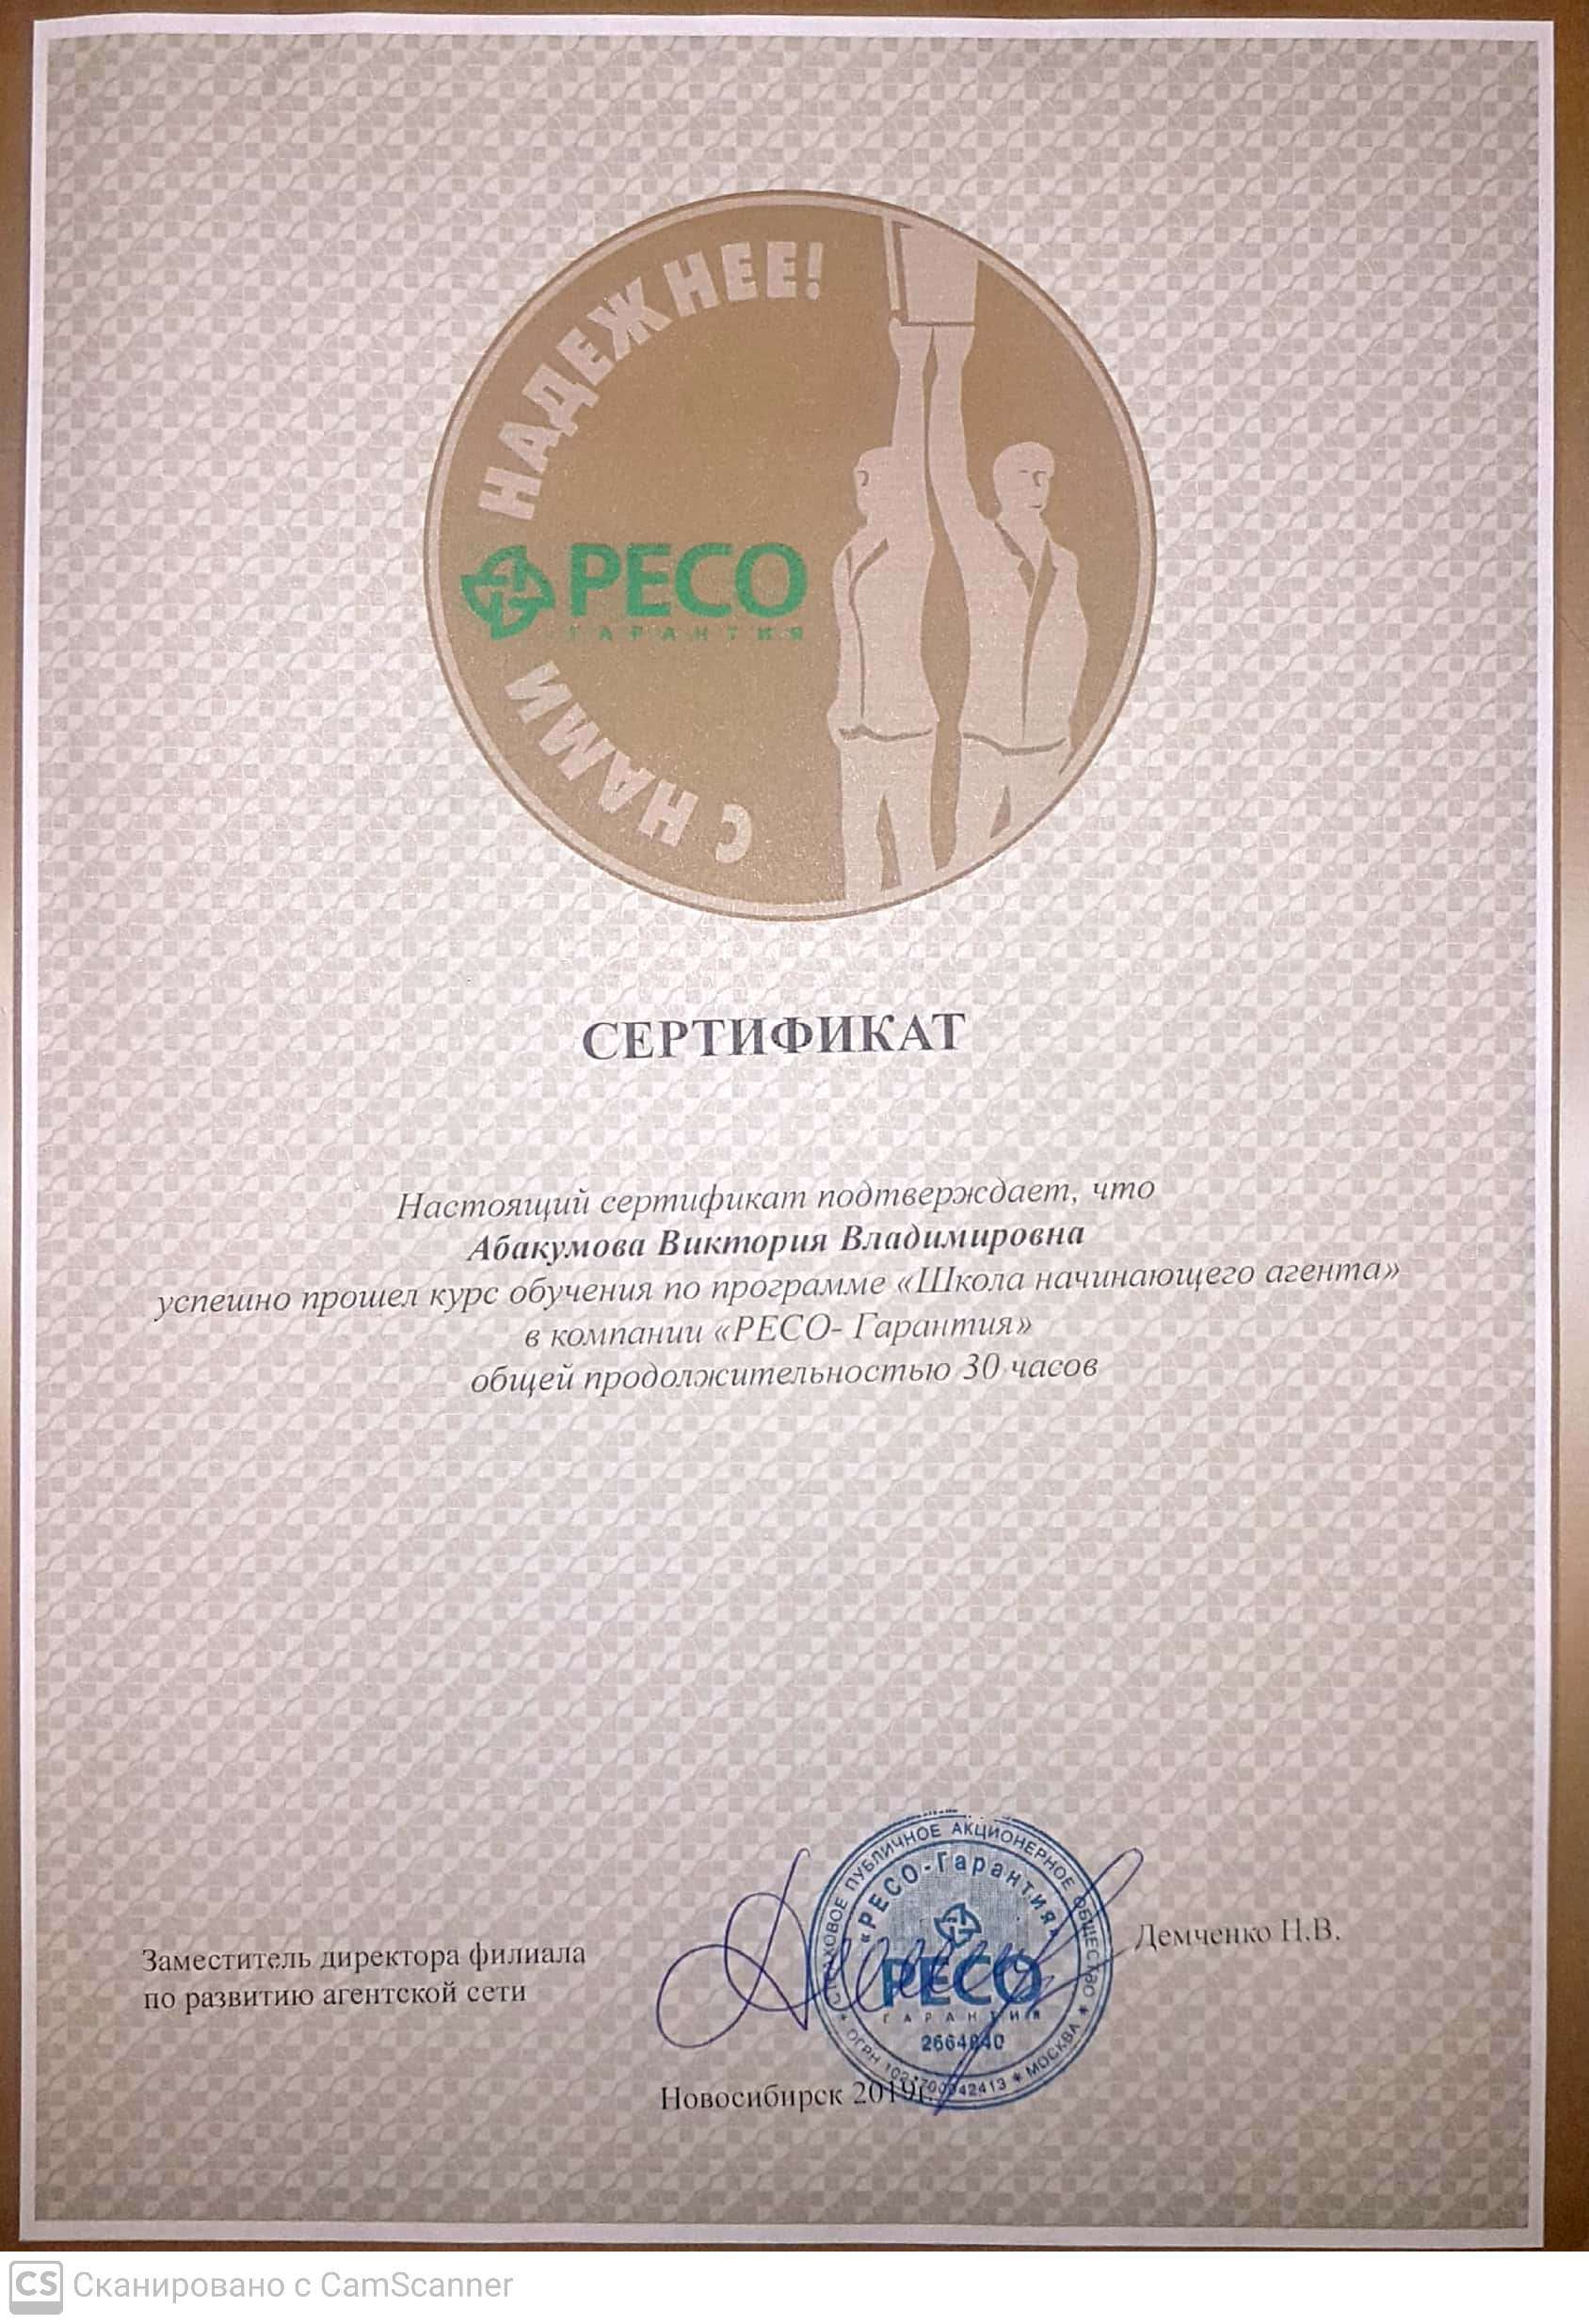 С НАМИ НАДЕЖНЕЕ!
РЕСО
ГАРАНТИЯ
СЕРТИФИКАТ
Настоящий сертификат подтверждает, что
Абакумова Виктория Владимировна
успешно прошел курс обучения по программе «Школа начинающего агента»
в компании «РЕСО- Гарантия»
общей продолжительностью 30 часов
Заместитель директора филиала
по развитию агентской сети
СТРАХОВОЕ ПУБЛИЧНОЕ АКЦИОНЕРНОЕ ОБЩЕСТВО
«РЕСО-Гарантия»
РЕСО
ГАРАНТИЯ
ОГРН
* МОСКВА *
Демченко Н.В.
Новосибирск 2019г.
CS Сканировано с CamScanner